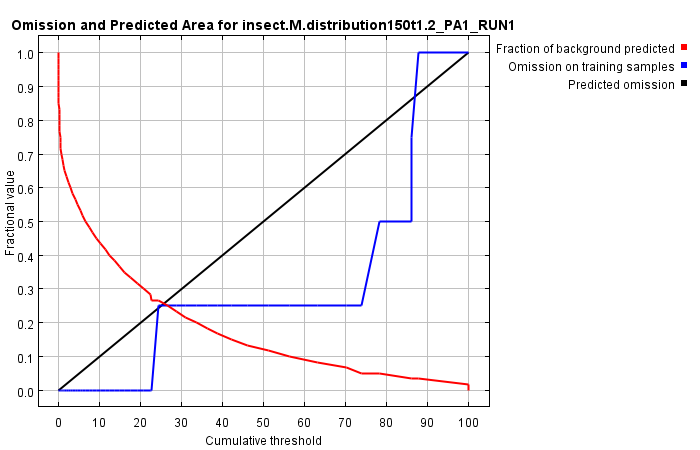 Omission and Predicted Area for insect.M.distribution150t1.2_PA1_RUN1
Fraction of background predicted
Omission on training samples
Predicted omission
Fractional value
1.0
0.9
0.8
0.7
0.6
0.5
0.4
0.3
0.2
0.1
0.0
0 10 20 30 40 50 60 70 80 90 100
Cumulative threshold